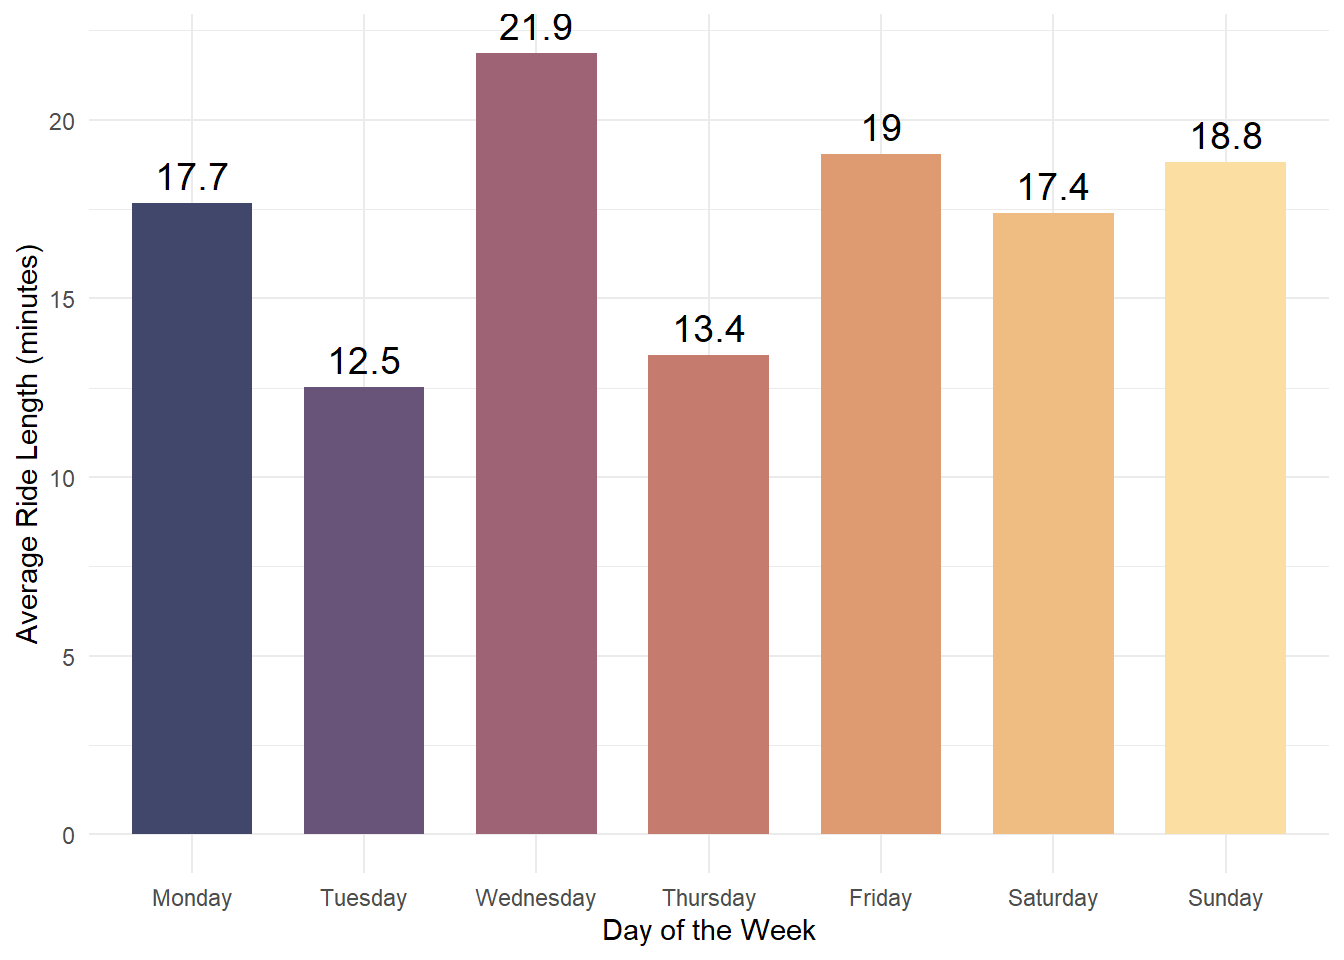 Average Ride Length (minutes)
20
15
10
5
0
17.7
12.5
21.9
13.4
19
17.4
18.8
Monday
Tuesday
Wednesday
Thursday
Friday
Saturday
Sunday
Day of the Week